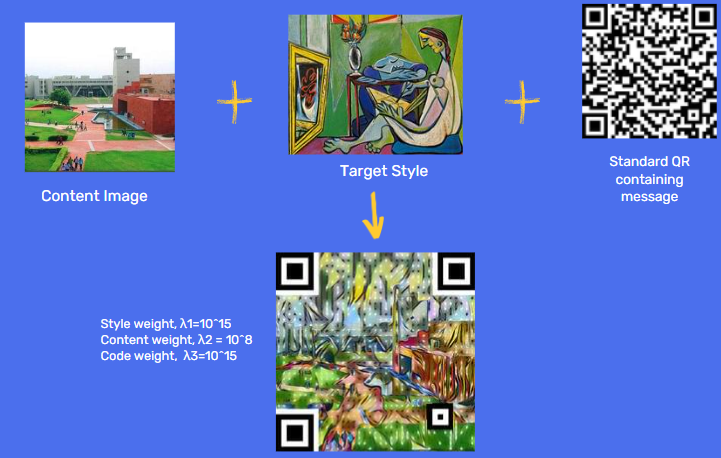 Content Image
Target Style
Standard QR
containing
message
Style weight, λ1=10^15
Content weight, λ2 = 10^8
Code weight, λ3=10^15